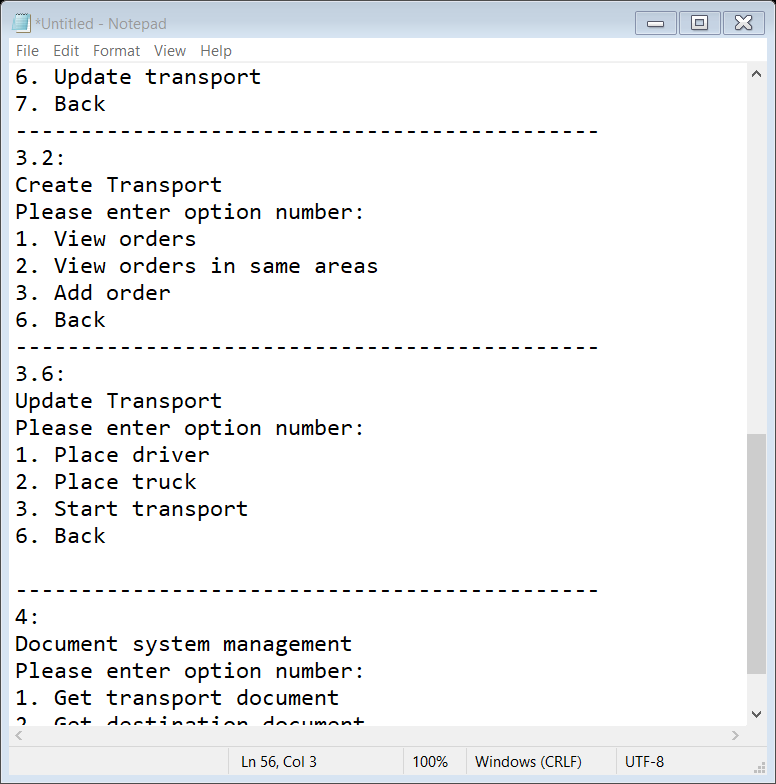 *Untitled - Notepad
File Edit Format View Help
6. Update transport
7. Back
---------------------------------------------
3.2:
Create Transport
Please enter option number:
1. View orders
2. View orders in same areas
3. Add order
6. Back
---------------------------------------------
3.6:
Update Transport
Please enter option number:
1. Place driver
2. Place truck
3. Start transport
6. Back
---------------------------------------------
4:
Document system management
Please enter option number:
1. Get transport document
2. Get destination document
Ln 56, Col 3 100% Windows (CRLF) UTF-8